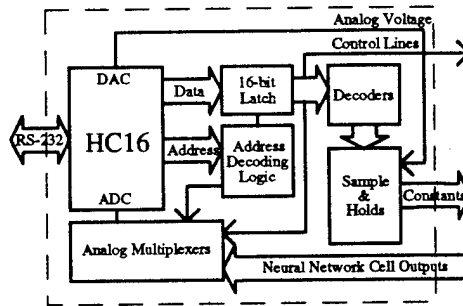 Analog Voltage
Control Lines
DAC
Data
16-bit
Latch
Decoders
RS-232
HC16
Address
Address
Decoding
Logic
Sample
&
Holds
Constants
ADC
Analog Multiplexers
Neural Network Cell Outputs